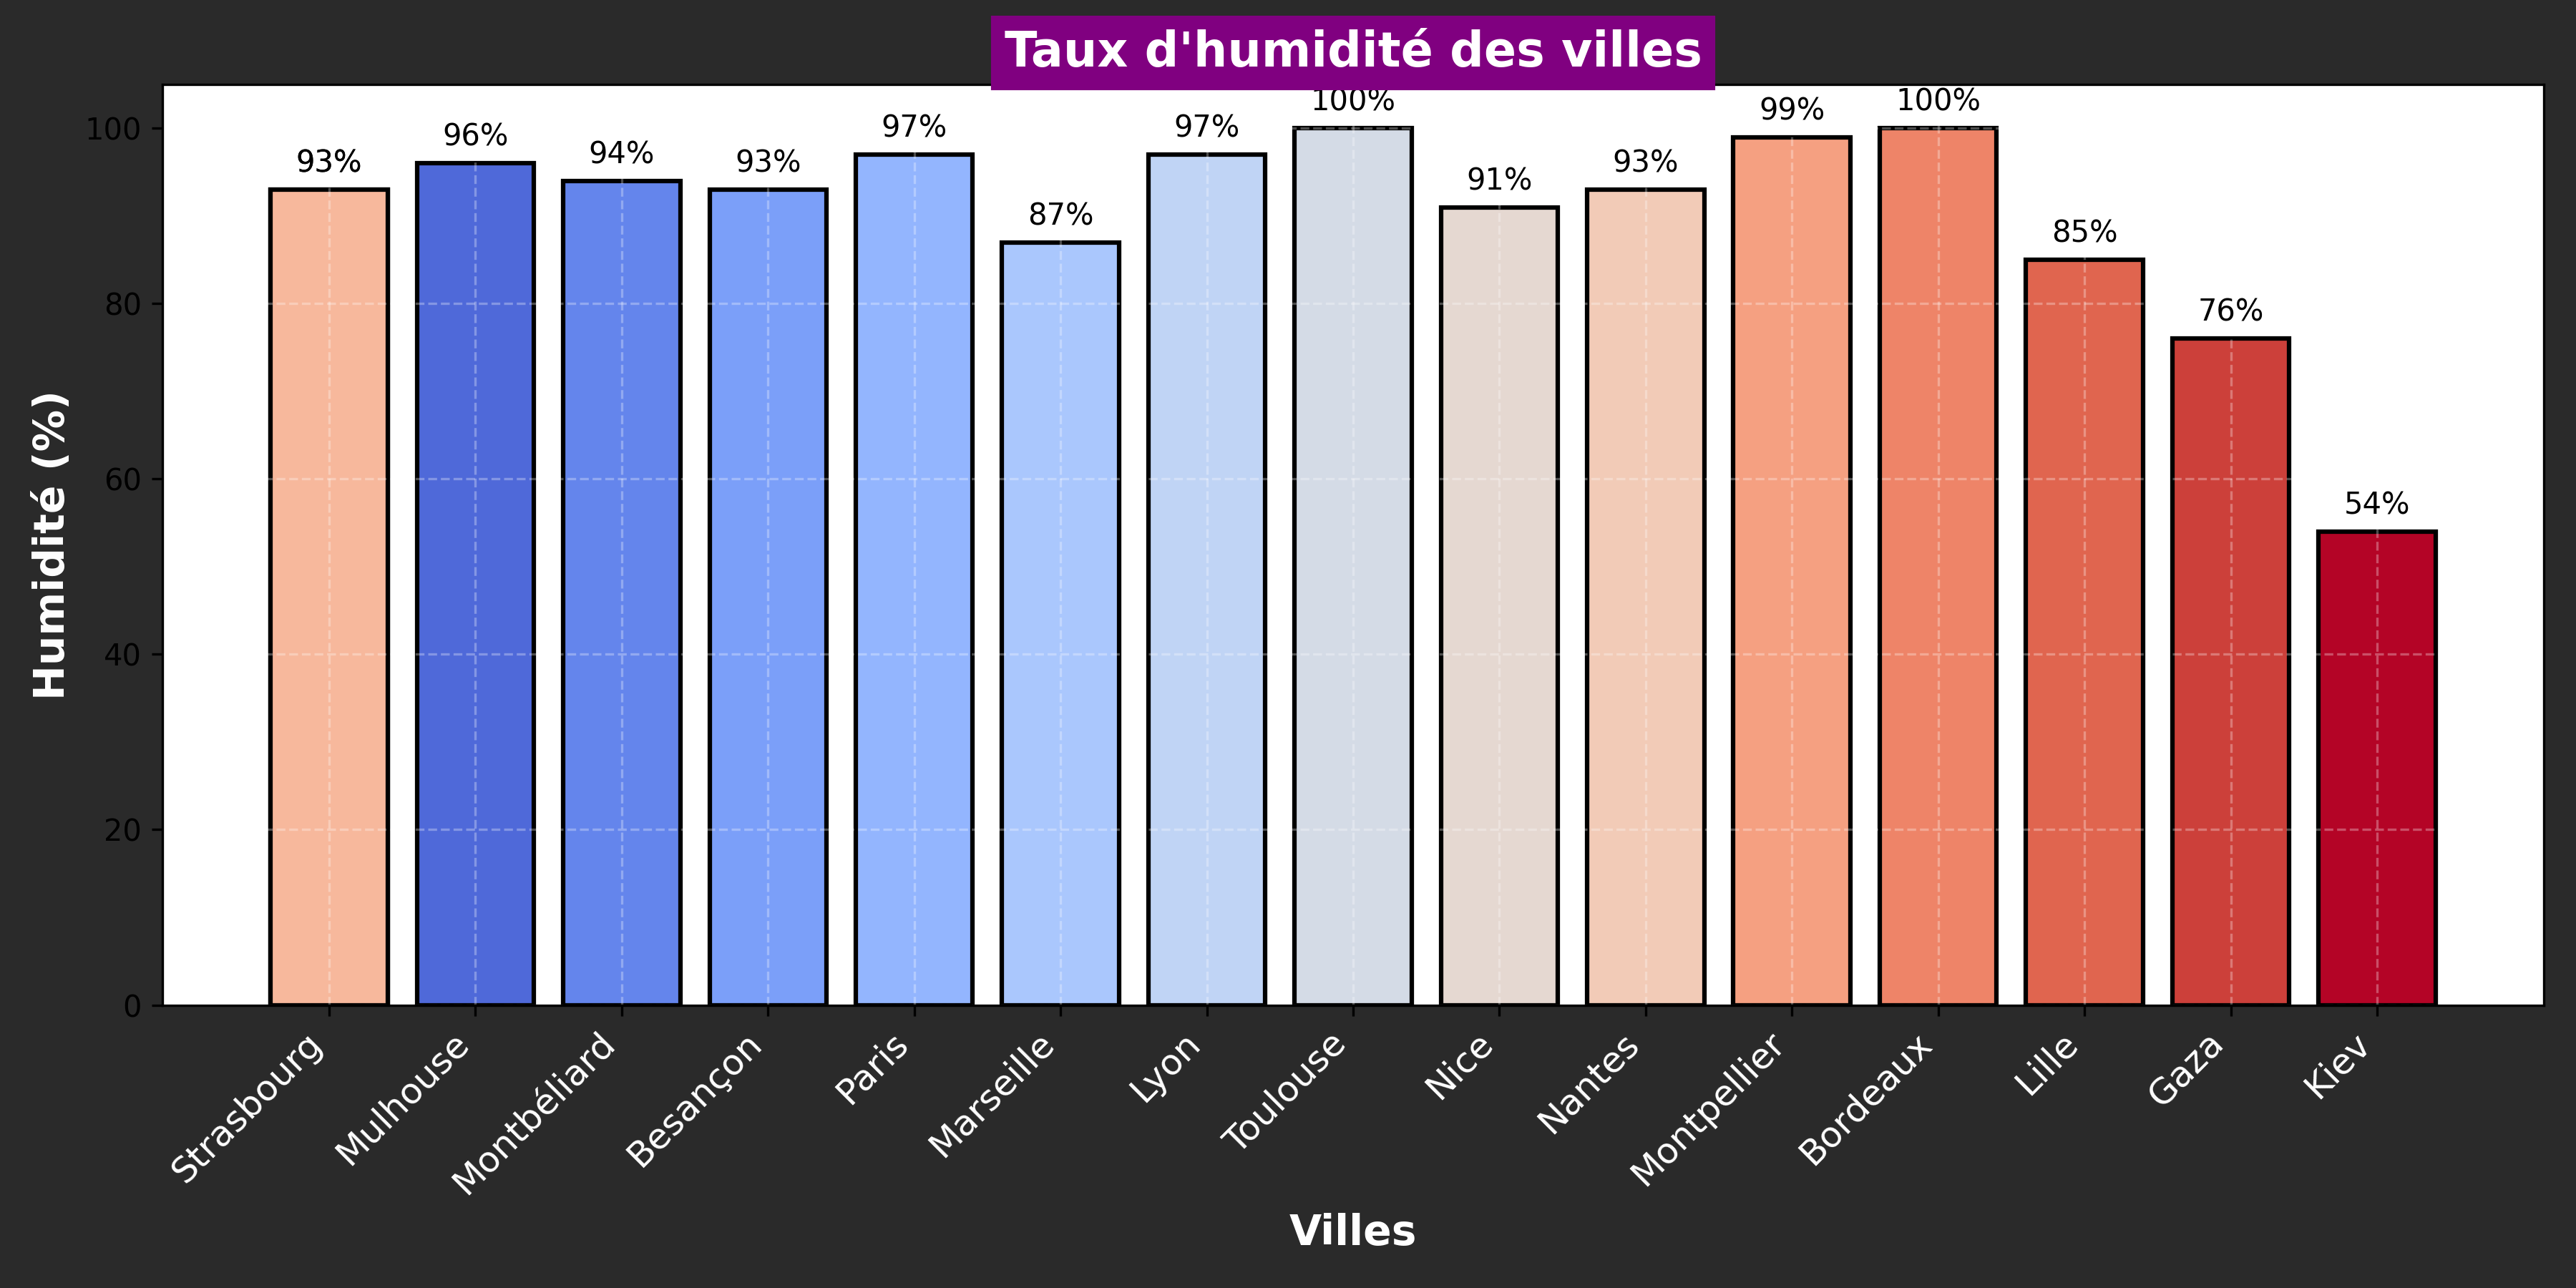 Taux d'humidité des villes
Humidité (%)
100
80
60
40
20
0
93%
96%
94%
93%
97%
87%
97%
100%
91%
93%
99%
100%
85%
76%
54%
Strasbourg
Mulhouse
Montbéliard
Besançon
Paris
Marseille
Lyon
Toulouse
Nice
Nantes
Montpellier
Bordeaux
Lille
Gaza
Kiev
Villes